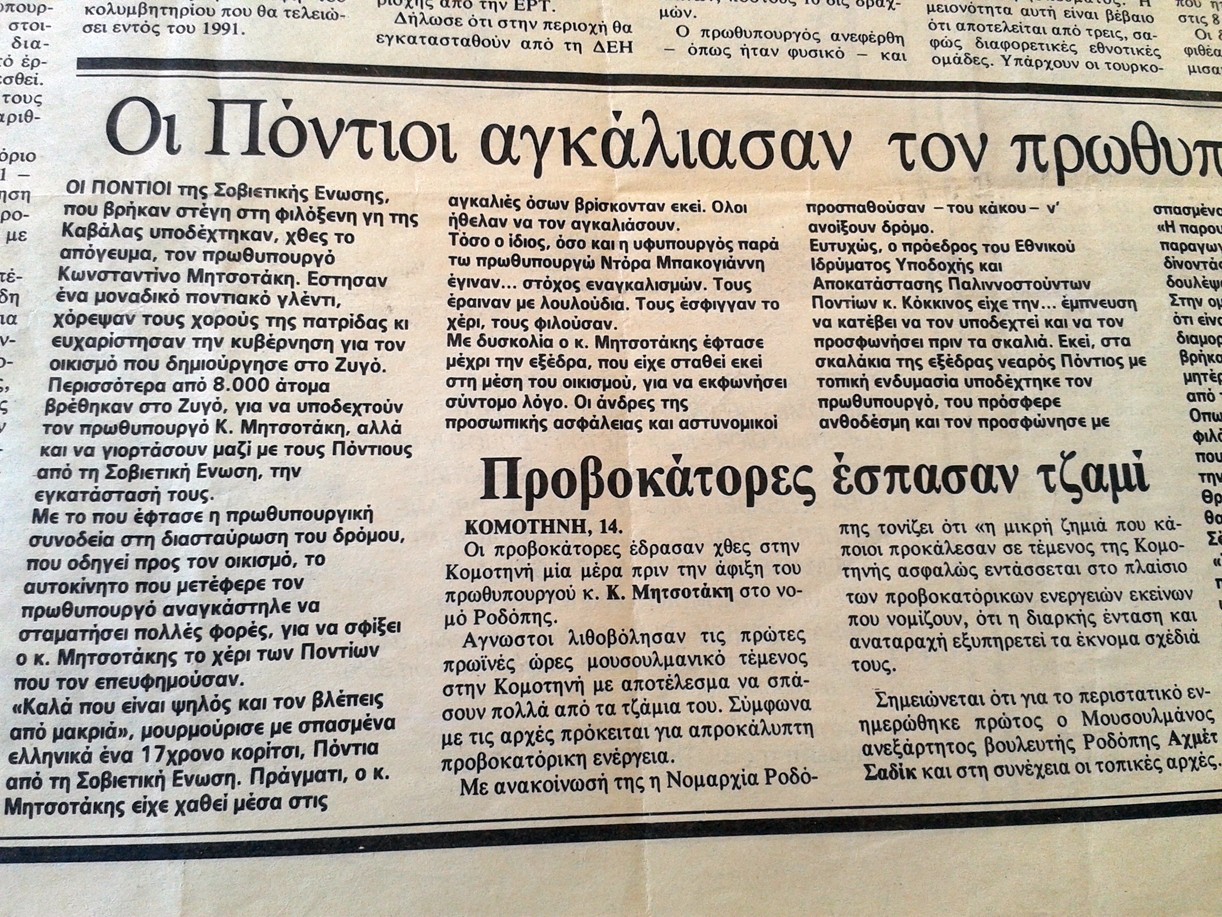 κολυμβητηρίου που θα τελειώ-
σει εντός του 1991.
από την ΕΡΤ.
Δήλωσε ότι στην περιοχή θα
εγκατασταθούν από τη ΔΕΗ
μών.
Ο πρωθυπουργός ανεφέρθη
— όπως ήταν φυσικό — και
μειονότητα αυτή είναι βέβαιο
ότι αποτελείται από τρεις, σα-
φώς διαφορετικές εθνοτικές
ομάδες. Υπάρχουν οι τουρκο-
Οι Πόντιοι αγκάλιασαν τον πρωθυπ
ΟΙ ΠΟΝΤΙΟΙ της Σοβιετικής Ενωσης,
που βρήκαν στέγη στη φιλόξενη γη της
Καβάλας υποδέχτηκαν, χθες το
απόγευμα, τον πρωθυπουργό
Κωνσταντίνο Μητσοτάκη. Εστησαν
ένα μοναδικό ποντιακό γλέντι,
χόρεψαν τους χορούς της πατρίδας κι
ευχαρίστησαν την κυβέρνηση για τον
οικισμό που δημιούργησε στο Ζυγό.
Περισσότερα από 8.000 άτομα
βρέθηκαν στο Ζυγό, για να υποδεχτούν
τον πρωθυπουργό Κ. Μητσοτάκη, αλλά
και να γιορτάσουν μαζί με τους Πόντιους
από τη Σοβιετική Ενωση, την
εγκατάστασή τους.
Με το που έφτασε η πρωθυπουργική
συνοδεία στη διασταύρωση του δρόμου,
που οδηγεί προς τον οικισμό, το
αυτοκίνητο που μετέφερε τον
πρωθυπουργό αναγκάστηλε να
σταματήσει πολλές φορές, για να σφίξει
ο κ. Μητσοτάκης το χέρι των Ποντίων
που τον επευφημούσαν.
«Καλά που είναι ψηλός και τον βλέπεις
από μακριά», μουρμούρισε με σπασμένα
ελληνικά ένα 17χρονο κορίτσι, Πόντια
από τη Σοβιετική Ενωση. Πράγματι, ο κ.
Μητσοτάκης είχε χαθεί μέσα στις
αγκαλιές όσων βρίσκονταν εκεί. Ολοι
ήθελαν να τον αγκαλιάσουν.
Τόσο ο ίδιος, όσο και η υφυπουργός παρά
τω πρωθυπουργώ Ντόρα Μπακογιάννη
έγιναν... στόχος εναγκαλισμών. Τους
έραιναν με λουλούδια. Τους έσφιγγαν το
χέρι, τους φιλούσαν.
Με δυσκολία ο κ. Μητσοτάκης έφτασε
μέχρι την εξέδρα, που είχε σταθεί εκεί
στη μέση του οικισμού, για να εκφωνήσει
σύντομο λόγο. Οι άνδρες της
προσωπικής ασφάλειας και αστυνομικοί
προσπαθούσαν —του κάκου— ν'
ανοίξουν δρόμο.
Ευτυχώς, ο πρόεδρος του Εθνικού
Ιδρύματος Υποδοχής και
Αποκατάστασης Παλιννοστούντων
Ποντίων κ. Κόκκινος είχε την... έμπνευση
να κατέβει να τον υποδεχτεί και να τον
προσφωνήσει πριν τα σκαλιά. Εκεί, στα
σκαλάκια της εξέδρας νεαρός Πόντιος με
τοπική ενδυμασία υποδέχτηκε τον
πρωθυπουργό, του πρόσφερε
ανθοδέσμη και τον προσφώνησε με
Προβοκάτορες έσπασαν τζαμί
ΚΟΜΟΤΗΝΗ, 14.
Οι προβοκάτορες έδρασαν χθες στην
Κομοτηνή μία μέρα πριν την άφιξη του
πρωθυπουργού κ. Κ. Μητσοτάκη στο νο-
μό Ροδόπης.
Αγνωστοι λιθοβόλησαν τις πρώτες
πρωϊνές ώρες μουσουλμανικό τέμενος
στην Κομοτηνή με αποτέλεσμα να σπά-
σουν πολλά από τα τζάμια του. Σύμφωνα
με τις αρχές πρόκειται για απροκάλυπτη
προβοκατόρικη ενέργεια.
Με ανακοίνωσή της η Νομαρχία Ροδό-
πης τονίζει ότι «η μικρή ζημιά που κά-
ποιοι προκάλεσαν σε τέμενος της Κομο-
τηνής ασφαλώς εντάσσεται στο πλαίσιο
των προβοκατόρικων ενεργειών εκείνων
που νομίζουν, ότι η διαρκής ένταση και
αναταραχή εξυπηρετεί τα έκνομα σχέδιά
τους.
Σημειώνεται ότι για το περιστατικό εν-
ημερώθηκε πρώτος ο Μουσουλμάνος
ανεξάρτητος βουλευτής Ροδόπης Αχμέτ
Σαδίκ και στη συνέχεια οι τοπικές αρχές.